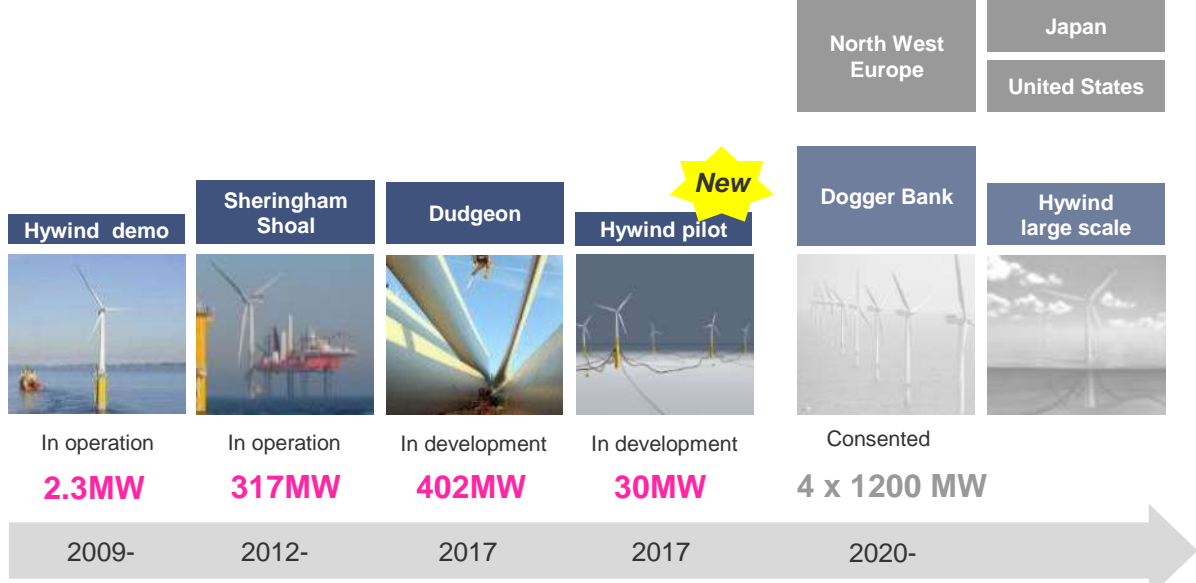 North West
Europe
Japan
United States
New
Hywind demo
Sheringham
Shoal
Dudgeon
Hywind pilot
Dogger Bank
Hywind
large scale
In operation
In operation
In development
In development
Consented
2.3MW
317MW
402MW
30MW
4 x 1200 MW
2009-
2012-
2017
2017
2020-